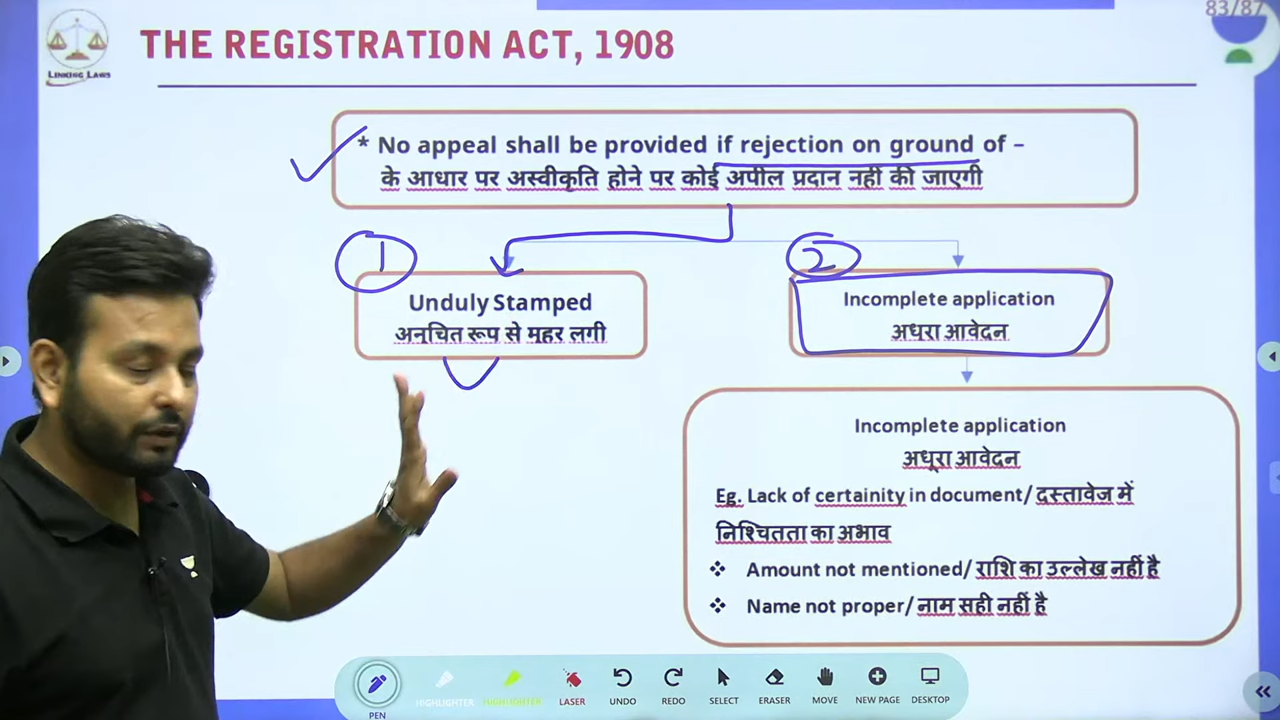 83/87
THE REGISTRATION ACT, 1908
LINKING LAWS
* No appeal shall be provided if rejection on ground of –
के आधार पर अस्वीकृति होने पर कोई अपील प्रदान नही की जाएगी
1
2
Unduly Stamped
अनुचित रूप से मुहर लगी
Incomplete application
अधूरा आवेदन
Incomplete application
अधूरा आवेदन
Eg. Lack of certainity in document/ दस्तावेज में
निश्चितता का अभाव
❖ Amount not mentioned/ राशि का उल्लेख नहीं है
❖ Name not proper/ नाम सही नहीं है
PEN
HIGHLIGHTER
HIGHLIGHTER
LASER
UNDO
REDO
SELECT
ERASER
MOVE
NEW PAGE
DESKTOP